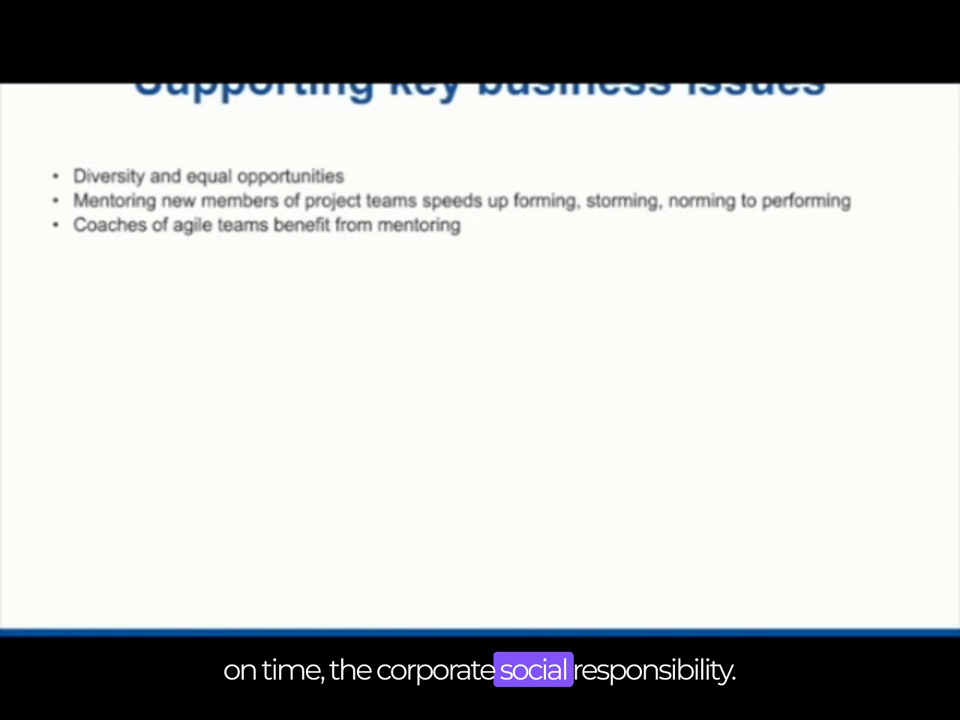 Supporting key business issues
• Diversity and equal opportunities
• Mentoring new members of project teams speeds up forming, storming, norming to performing
• Coaches of agile teams benefit from mentoring
on time, the corporate social responsibility.